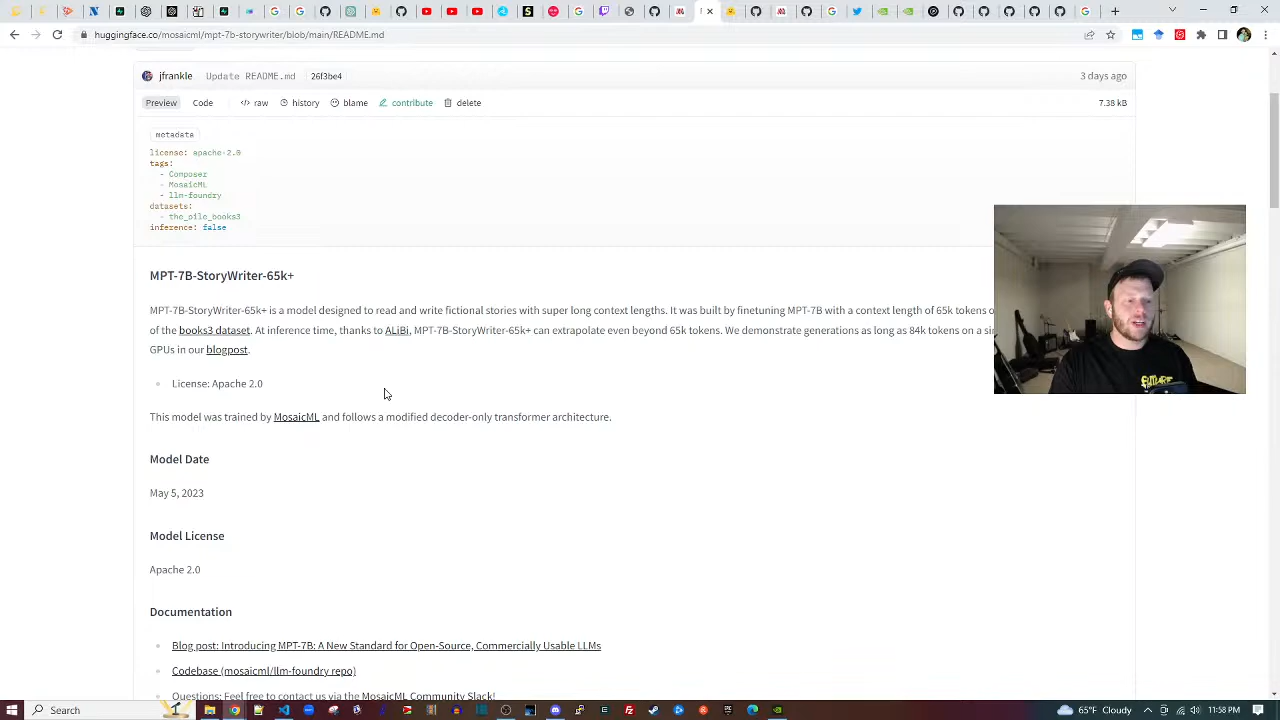 huggingface.co/mosaicml/mpt-7b-storywriter/blob/main/README.md
jfrankle Update README.md 26f3be4 3 days ago
Preview Code raw history blame contribute delete 7.38 kB
metadata
license: apache-2.0
tags:
- Composer
- MosaicML
- llm-foundry
datasets:
- the_pile_books3
inference: false
MPT-7B-StoryWriter-65k+
MPT-7B-StoryWriter-65k+ is a model designed to read and write fictional stories with super long context lengths. It was built by finetuning MPT-7B with a context length of 65k tokens
of the books3 dataset. At inference time, thanks to ALiBi, MPT-7B-StoryWriter-65k+ can extrapolate even beyond 65k tokens. We demonstrate generations as long as 84k tokens on a
GPUs in our blogpost.
License: Apache 2.0
This model was trained by MosaicML and follows a modified decoder-only transformer architecture.
Model Date
May 5, 2023
Model License
Apache 2.0
Documentation
Blog post: Introducing MPT-7B: A New Standard for Open-Source, Commercially Usable LLMs
Codebase (mosaicml/llm-foundry repo)
Questions: Feel free to contact us via the MosaicML Community Slack!
Search
65°F Cloudy 11:58 PM